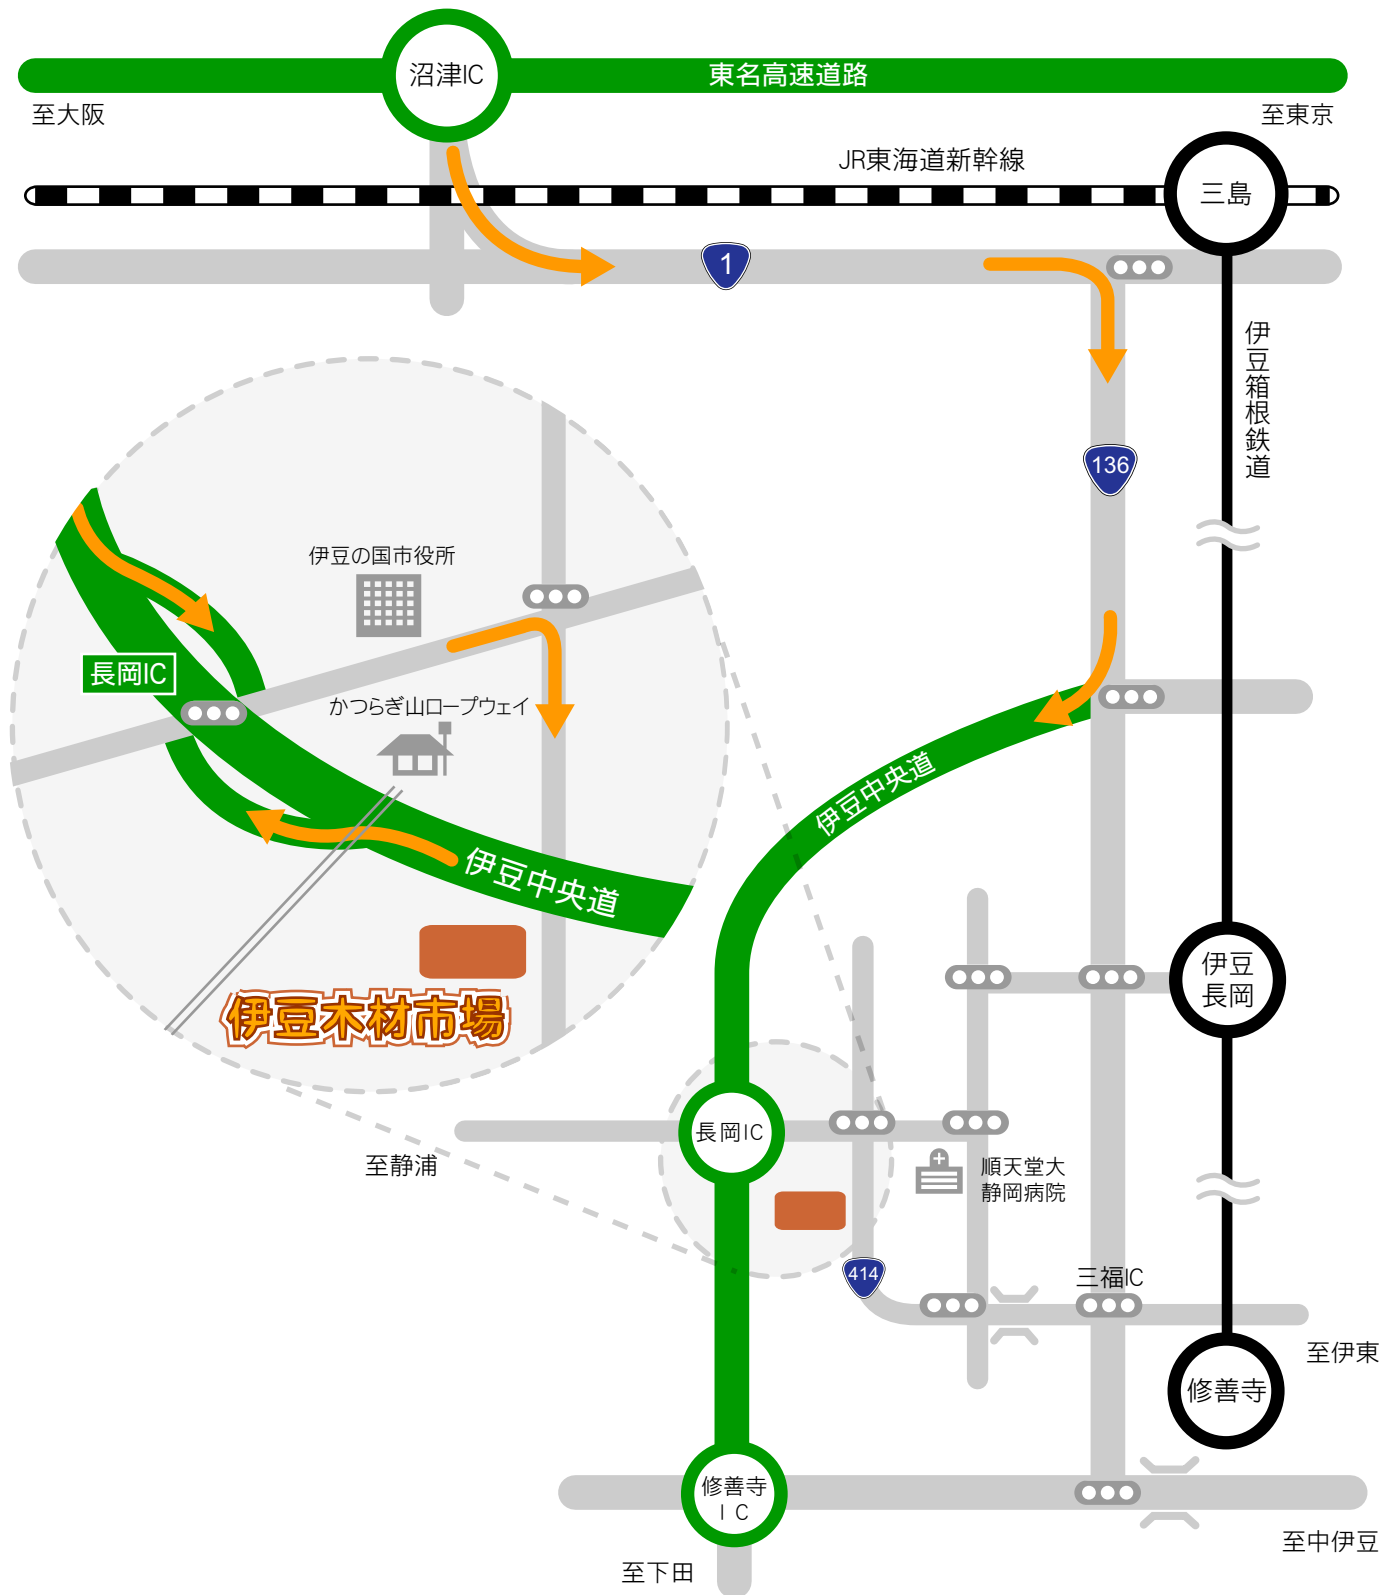 沼津IC
東名高速道路
至大阪
至東京
JR東海道新幹線
三島
1
伊豆箱根鉄道
136
伊豆の国市役所
長岡IC
かつらぎ山ロープウェイ
伊豆中央道
伊豆中央道
伊豆木材市場
伊豆
長岡
長岡IC
至静浦
順天堂大
静岡病院
414
三福IC
至伊東
修善寺
修善寺
IC
至中伊豆
至下田